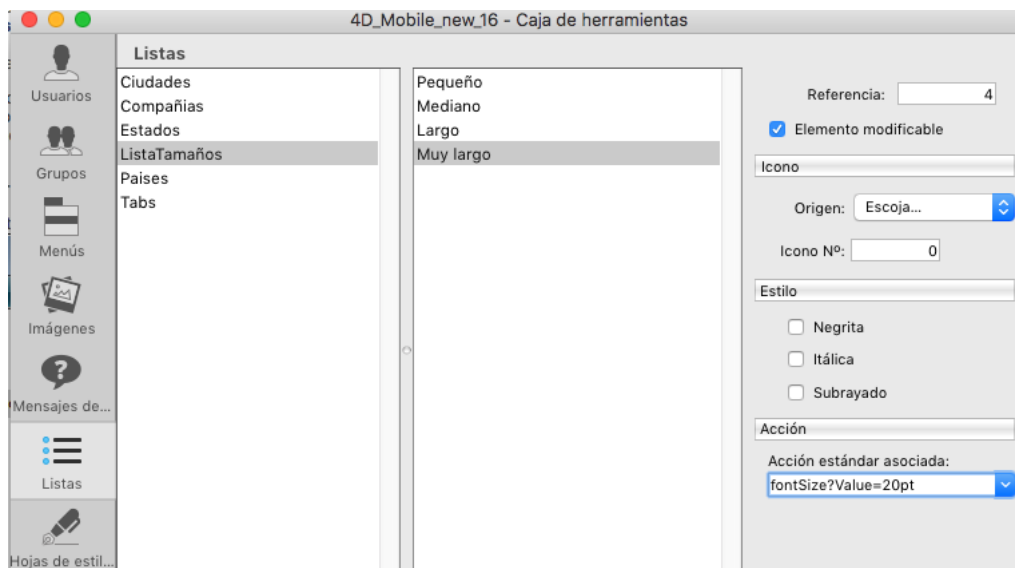 4D_Mobile_new_16 - Caja de herramientas
Usuarios
Grupos
Menús
Imágenes
Mensajes de...
Listas
Hojas de estil...
Listas
Ciudades
Compañias
Estados
ListaTamaños
Paises
Tabs
Pequeño
Mediano
Largo
Muy largo
Referencia: 4
Elemento modificable
Icono
Origen: Escoja...
Icono Nº: 0
Estilo
Negrita
Itálica
Subrayado
Acción
Acción estándar asociada:
fontSize?Value=20pt